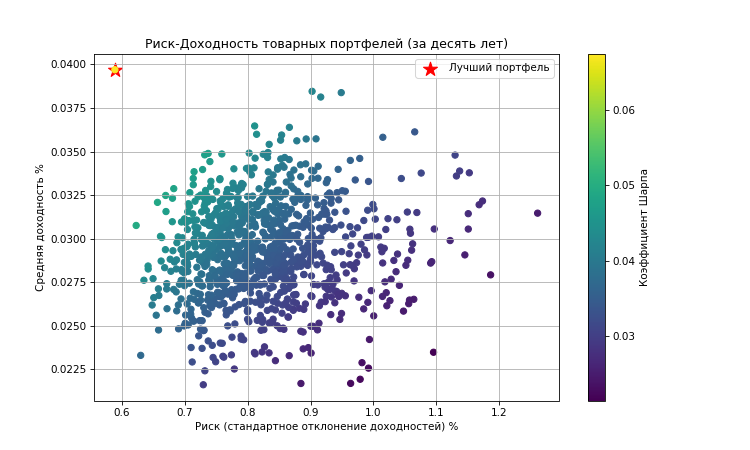 Риск-Доходность товарных портфелей (за десять лет)
Лучший портфель
Средняя доходность %
0.0400
0.0375
0.0350
0.0325
0.0300
0.0275
0.0250
0.0225
0.6 0.7 0.8 0.9 1.0 1.1 1.2
Риск (стандартное отклонение доходностей) %
0.06
0.05
0.04
0.03
Коэффициент Шарпа